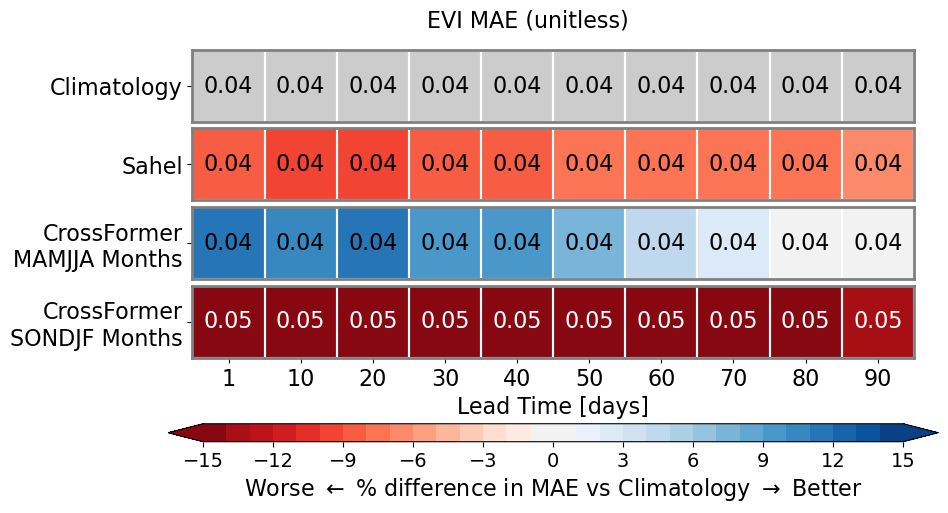 EVI MAE (unitless)
Climatology 0.04 0.04 0.04 0.04 0.04 0.04 0.04 0.04 0.04 0.04
Sahel 0.04 0.04 0.04 0.04 0.04 0.04 0.04 0.04 0.04 0.04
CrossFormer
MAMJJA Months 0.04 0.04 0.04 0.04 0.04 0.04 0.04 0.04 0.04 0.04
CrossFormer
SONDJF Months 0.05 0.05 0.05 0.05 0.05 0.05 0.05 0.05 0.05 0.05
1 10 20 30 40 50 60 70 80 90
Lead Time [days]
−15 −12 −9 −6 −3 0 3 6 9 12 15
Worse ← % difference in MAE vs Climatology → Better